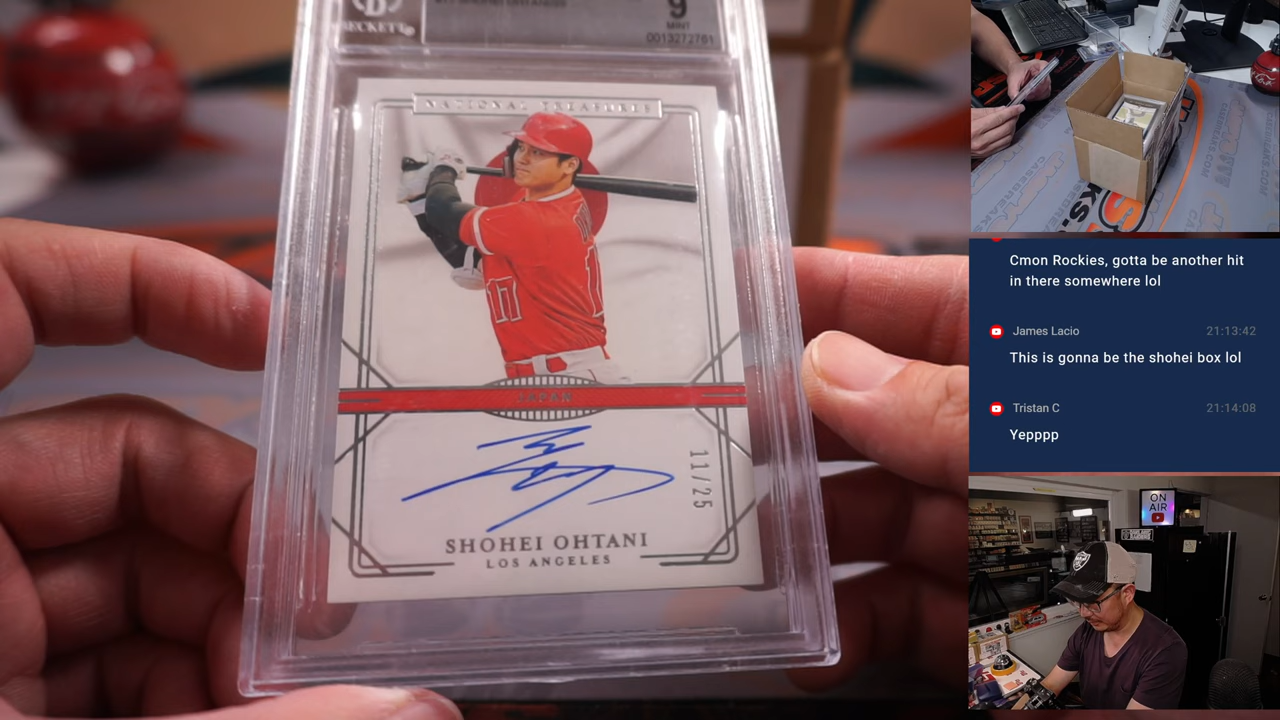 BECKETT
9
MINT
0013272761
NATIONAL TREASURES
17
1
JAPAN
11/25
SHOHEI OHTANI
LOS ANGELES
Cmon Rockies, gotta be another hit
in there somewhere lol
James Lacio 21:13:42
This is gonna be the shohei box lol
Tristan C 21:14:08
Yepppp
ON
AIR